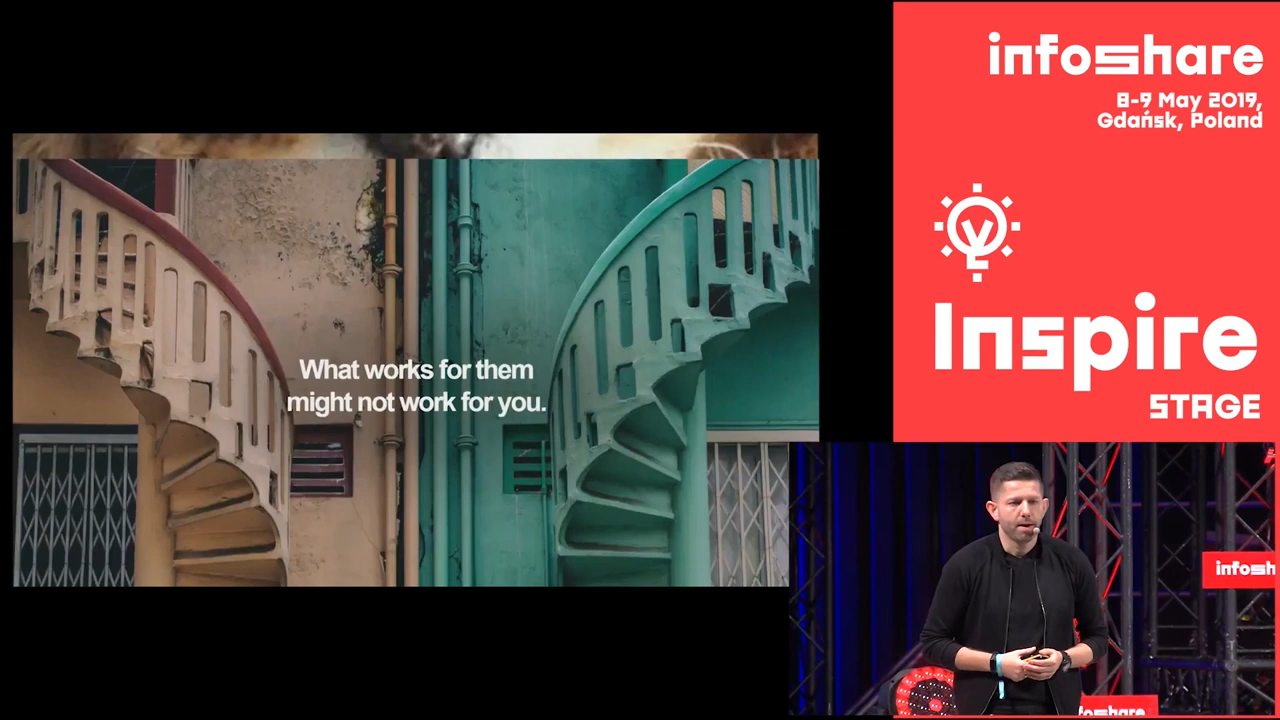 infoshare
8-9 May 2019,
Gdańsk, Poland
Inspire
STAGE
What works for them
might not work for you.
infosh
infoshare